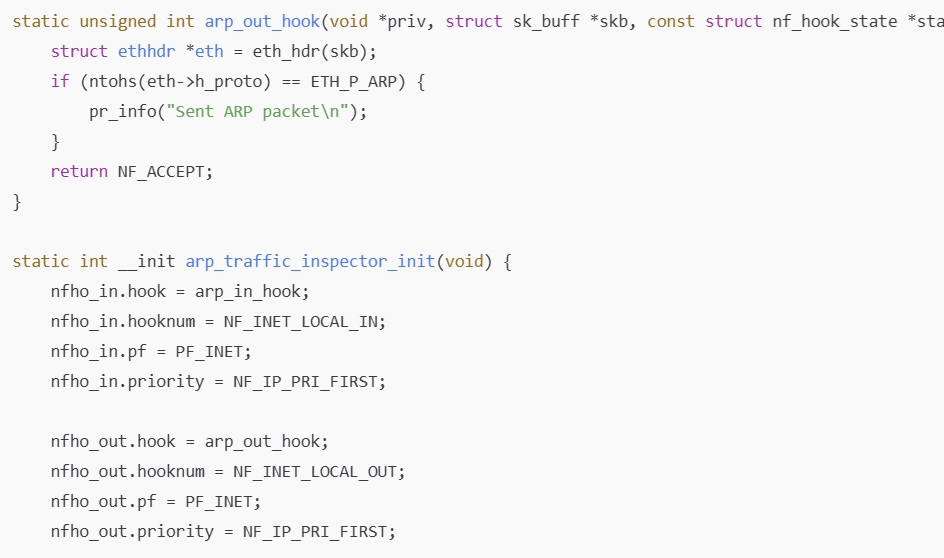 static unsigned int arp_out_hook(void *priv, struct sk_buff *skb, const struct nf_hook_state *sta
    struct ethhdr *eth = eth_hdr(skb);
    if (ntohs(eth->h_proto) == ETH_P_ARP) {
        pr_info("Sent ARP packet\n");
    }
    return NF_ACCEPT;
}
static int __init arp_traffic_inspector_init(void) {
    nfho_in.hook = arp_in_hook;
    nfho_in.hooknum = NF_INET_LOCAL_IN;
    nfho_in.pf = PF_INET;
    nfho_in.priority = NF_IP_PRI_FIRST;
    nfho_out.hook = arp_out_hook;
    nfho_out.hooknum = NF_INET_LOCAL_OUT;
    nfho_out.pf = PF_INET;
    nfho_out.priority = NF_IP_PRI_FIRST;